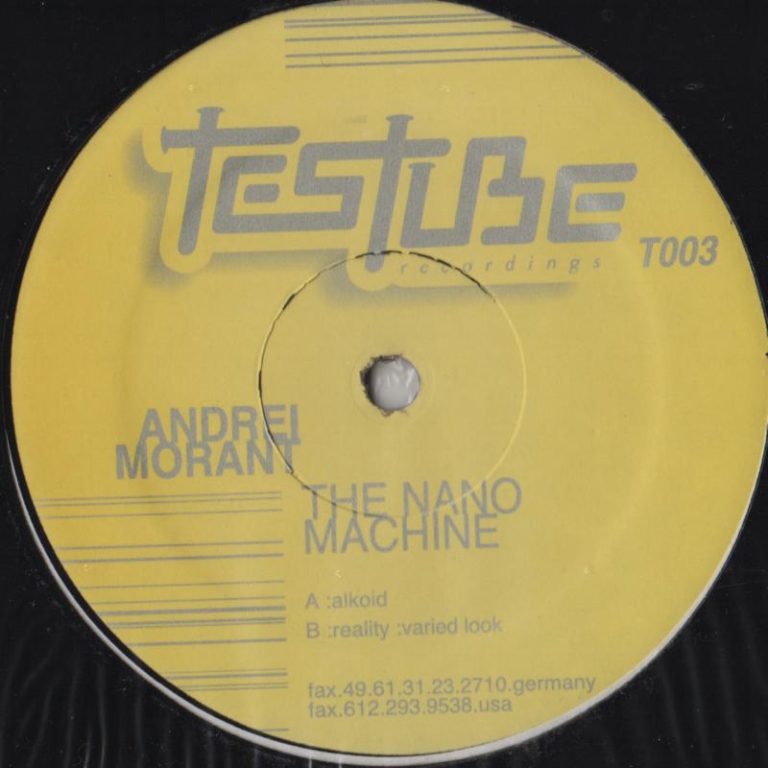 TESTUBE
recordings
T003
ANDREI
MORANT
THE NANO
MACHINE
A :alkoid
B :reality :varied look
fax.49.61.31.23.2710.germany
fax.612.293.9538.usa